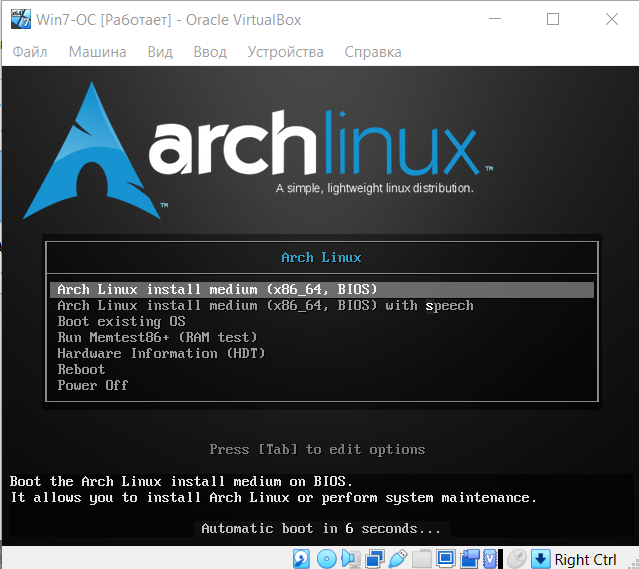 Win7-OC [Работает] - Oracle VirtualBox
Файл Машина Вид Ввод Устройства Справка
archlinux™
A simple, lightweight linux distribution.
™
Arch Linux
Arch Linux install medium (x86_64, BIOS)
Arch Linux install medium (x86_64, BIOS) with speech
Boot existing OS
Run Memtest86+ (RAM test)
Hardware Information (HDT)
Reboot
Power Off
Press [Tab] to edit options
Boot the Arch Linux install medium on BIOS.
It allows you to install Arch Linux or perform system maintenance.
Automatic boot in 6 seconds...
Right Ctrl